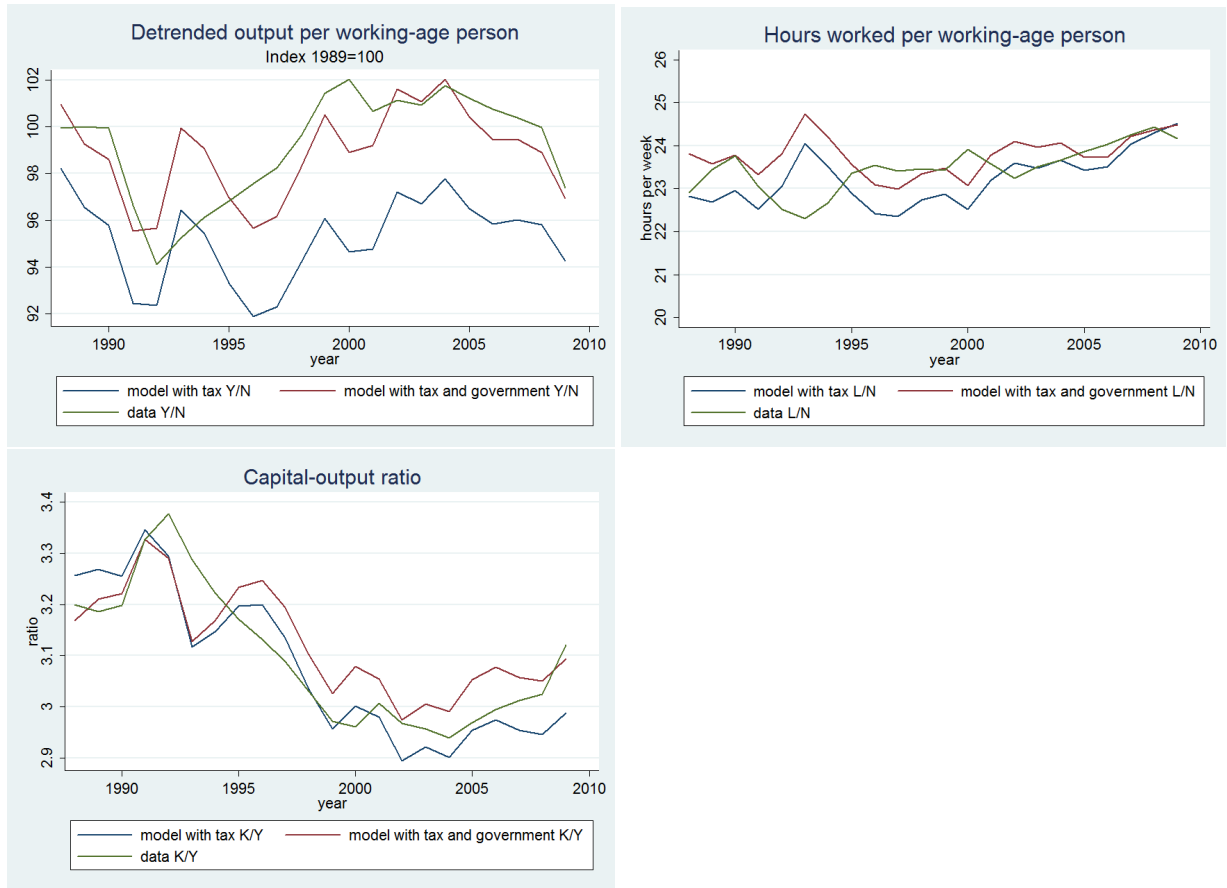 Detrended output per working-age person
Index 1989=100
102
100
98
96
94
92
1990 1995 2000 2005 2010
year
model with tax Y/N model with tax and government Y/N
data Y/N
Hours worked per working-age person
hours per week
26
25
24
23
22
21
20
1990 1995 2000 2005 2010
year
model with tax L/N model with tax and government L/N
data L/N
Capital-output ratio
ratio
3.4
3.3
3.2
3.1
3
2.9
1990 1995 2000 2005 2010
year
model with tax K/Y model with tax and government K/Y
data K/Y